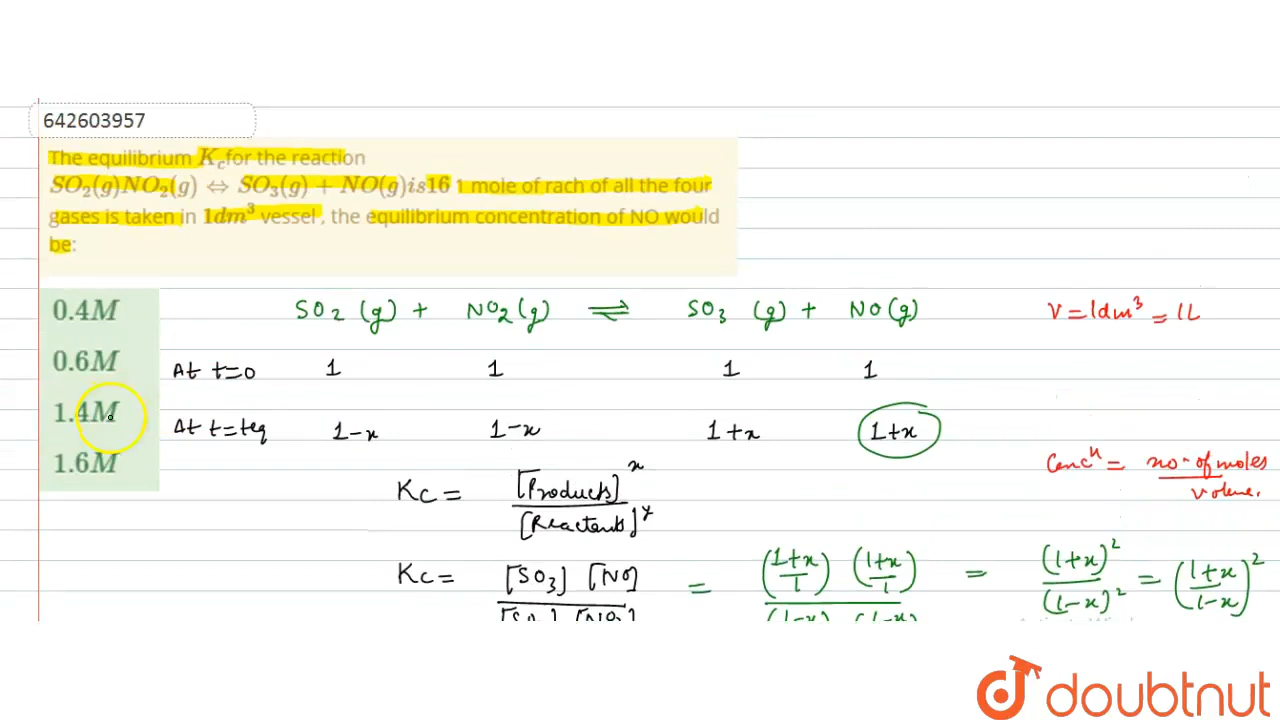 642603957
The equilibrium K_c for the reaction
SO₂(g)NO₂(g) ⇔ SO₃(g) + NO(g)is16 1 mole of rach of all the four
gases is taken in 1dm³ vessel , the equilibrium concentration of NO would
be:
0.4M
0.6M
1.4M
1.6M
SO₂ (g) + NO₂(g) ⇌ SO₃ (g) + NO(g)
V = 1dm³ = 1L
At t=0 1 1 1 1
At t=teq 1-x 1-x 1+x 1+x
Concⁿ = no. of moles
volume.
Kc = [Products]ˣ
[Reactants]ʸ
Kc = [SO₃] [NO] = (1+x/1) (1+x/1) = (1+x)²/(1-x)² = (1+x/1-x)²
doubtnut